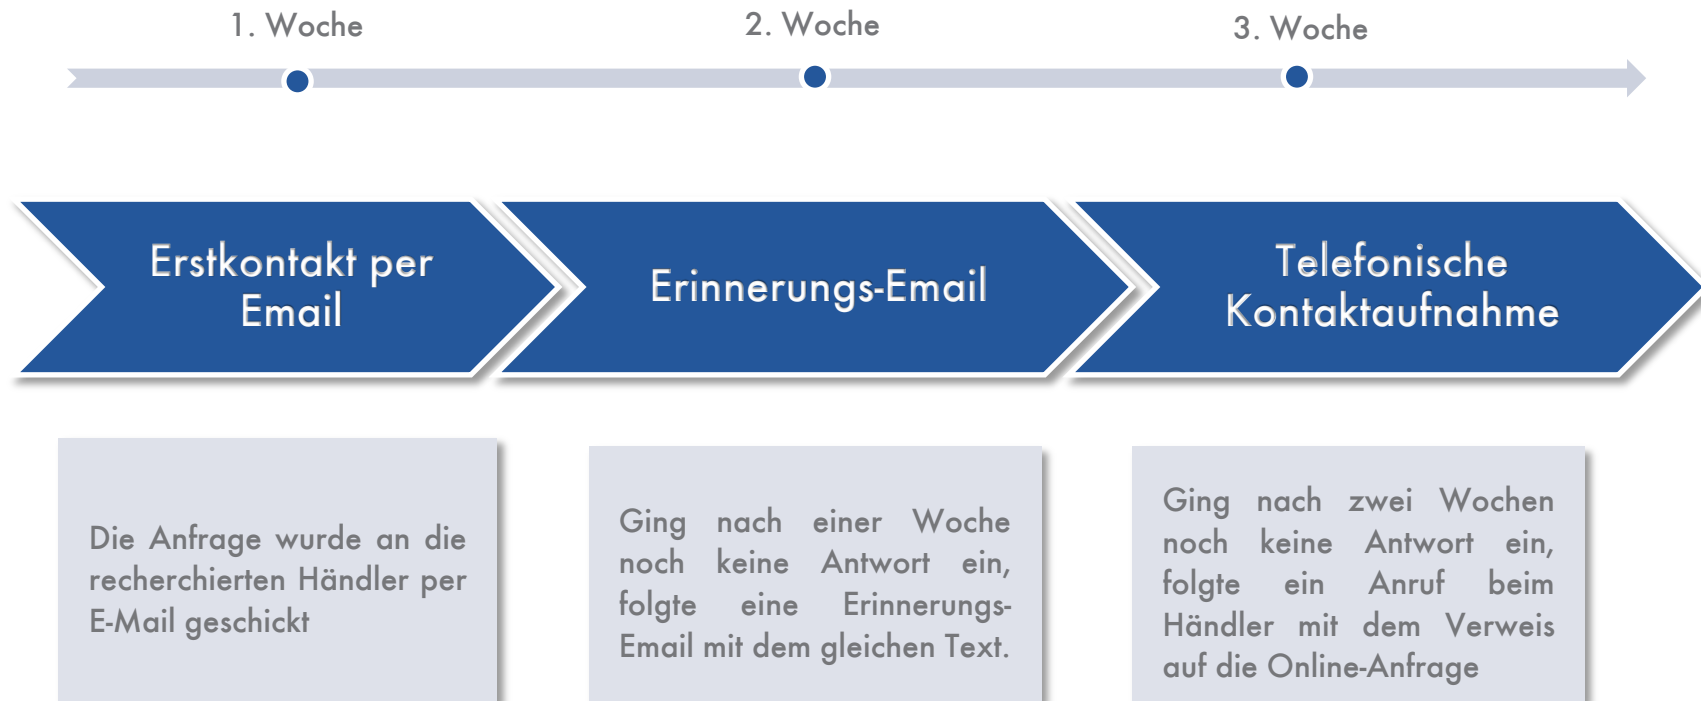 1. Woche
2. Woche
3. Woche
Erstkontakt per
Email
Erinnerungs-Email
Telefonische
Kontaktaufnahme
Die Anfrage wurde an die
recherchierten Händler per
E-Mail geschickt
Ging nach einer Woche
noch keine Antwort ein,
folgte eine Erinnerungs-
Email mit dem gleichen Text.
Ging nach zwei Wochen
noch keine Antwort ein,
folgte ein Anruf beim
Händler mit dem Verweis
auf die Online-Anfrage